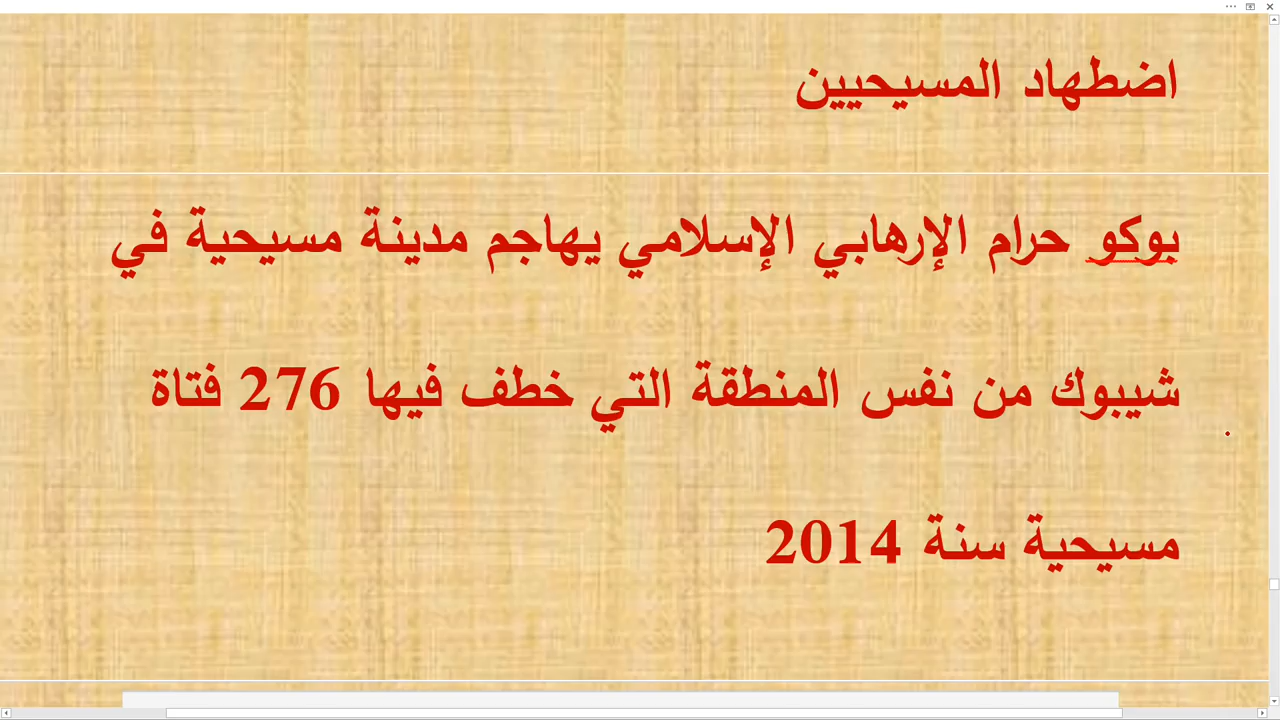 اضطهاد المسيحيين
بوكو حرام الإرهابي الإسلامي يهاجم مدينة مسيحية في
شيبوك من نفس المنطقة التي خطف فيها 276 فتاة
مسيحية سنة 2014